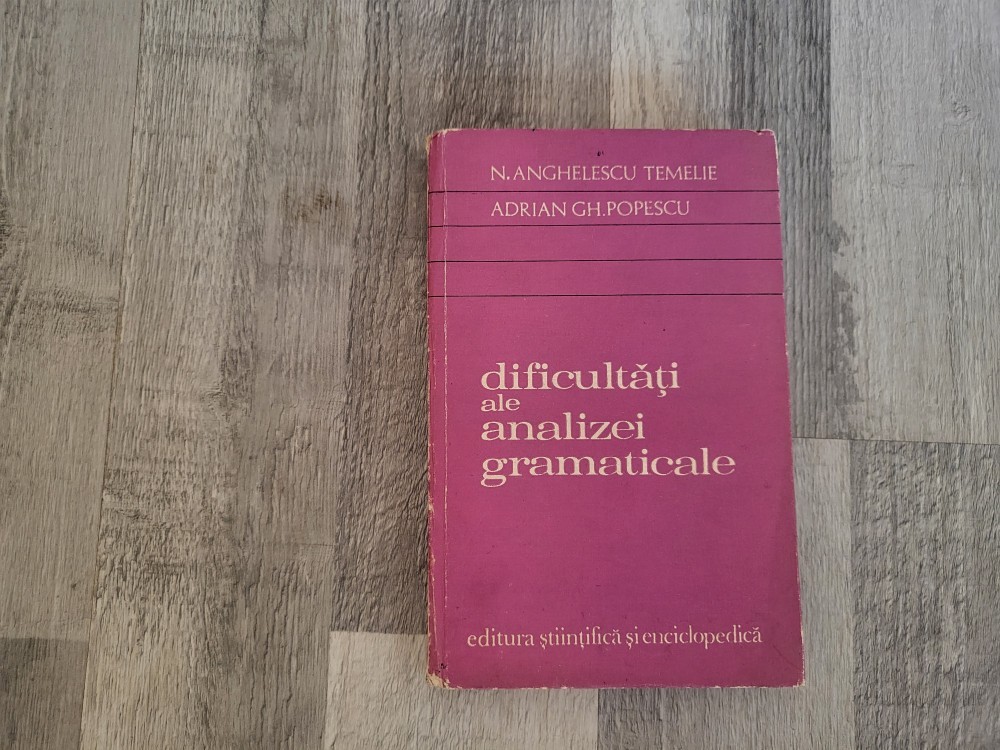 N. ANGHELESCU TEMELIE
ADRIAN GH. POPESCU
dificultăți
ale
analizei
gramaticale
editura științifică și enciclopedică